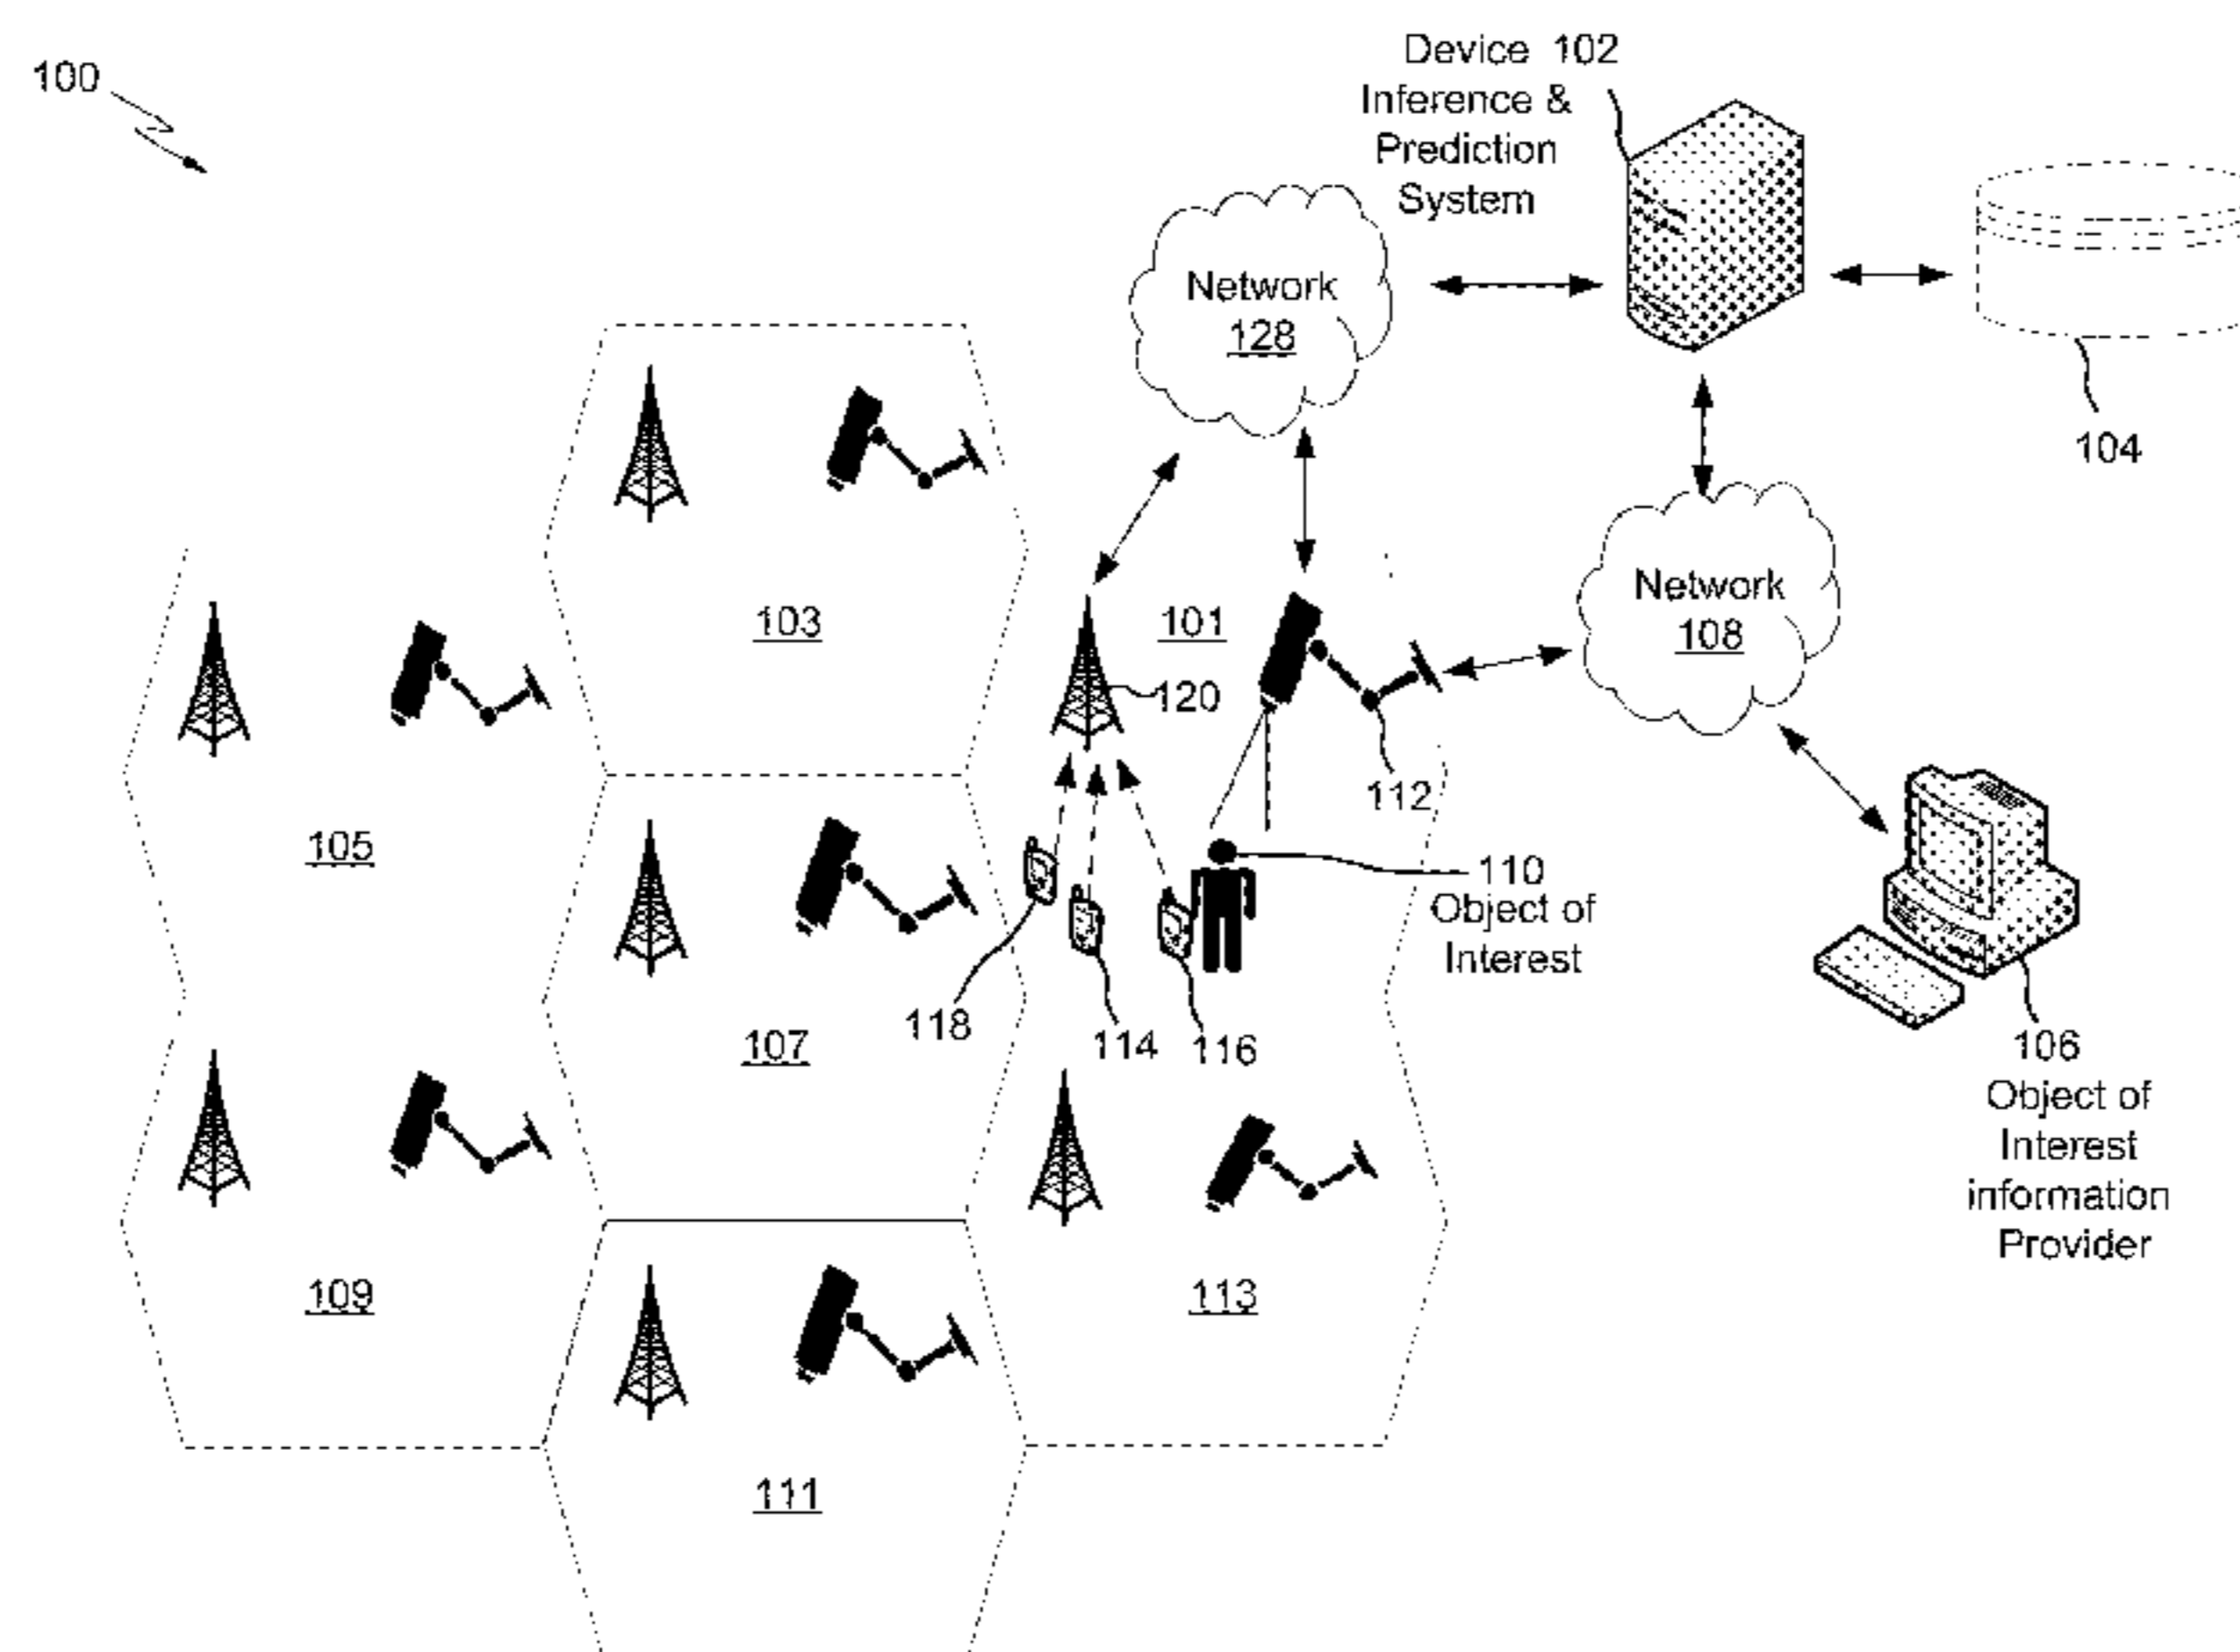 100
Device 102
Inference &
Prediction
System
Network
128
104
103
101
Network
108
120
112
105
110
Object of
Interest
118
114
116
107
106
Object of
Interest
information
Provider
109
113
111